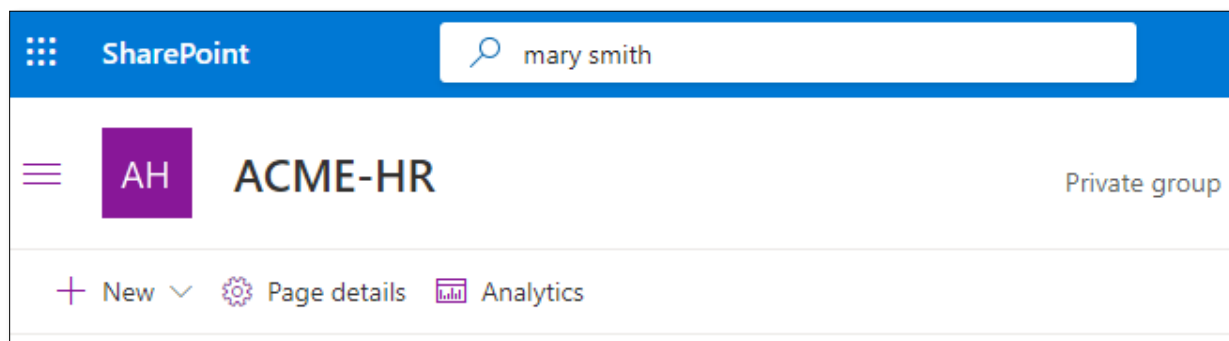 SharePoint mary smith
AH ACME-HR Private group
New Page details Analytics